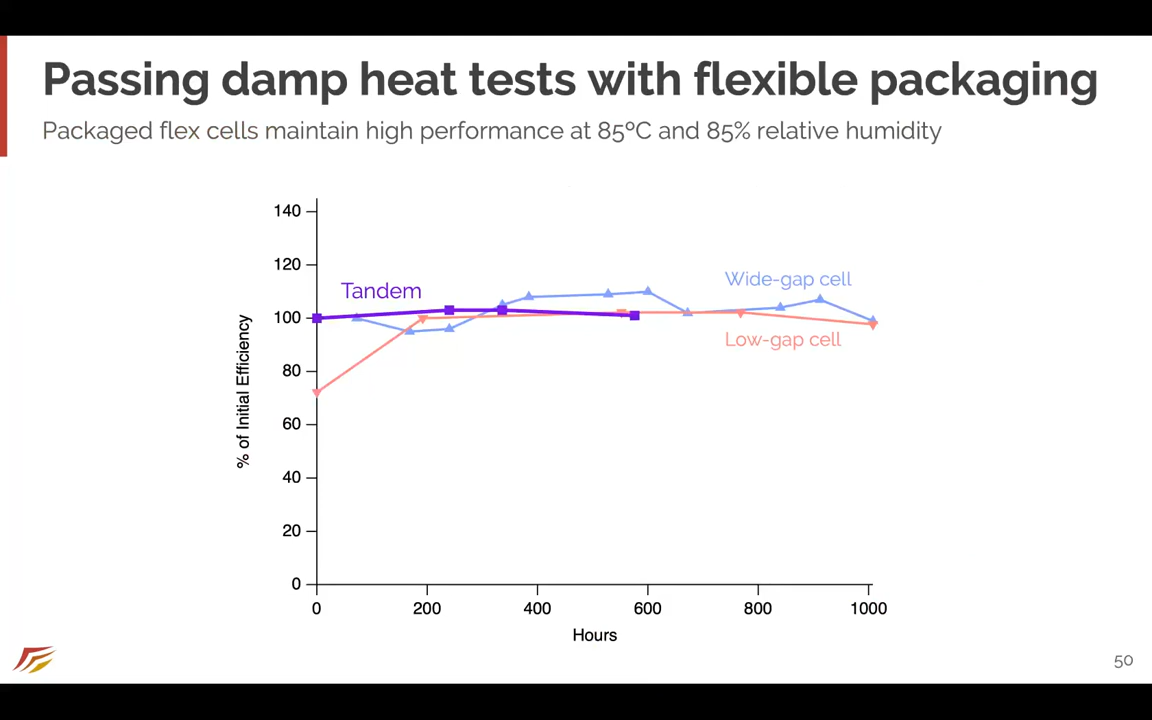 Passing damp heat tests with flexible packaging
Packaged flex cells maintain high performance at 85ºC and 85% relative humidity
140
120
100
80
60
40
20
0
% of Initial Efficiency
Tandem
Wide-gap cell
Low-gap cell
0 200 400 600 800 1000
Hours
50